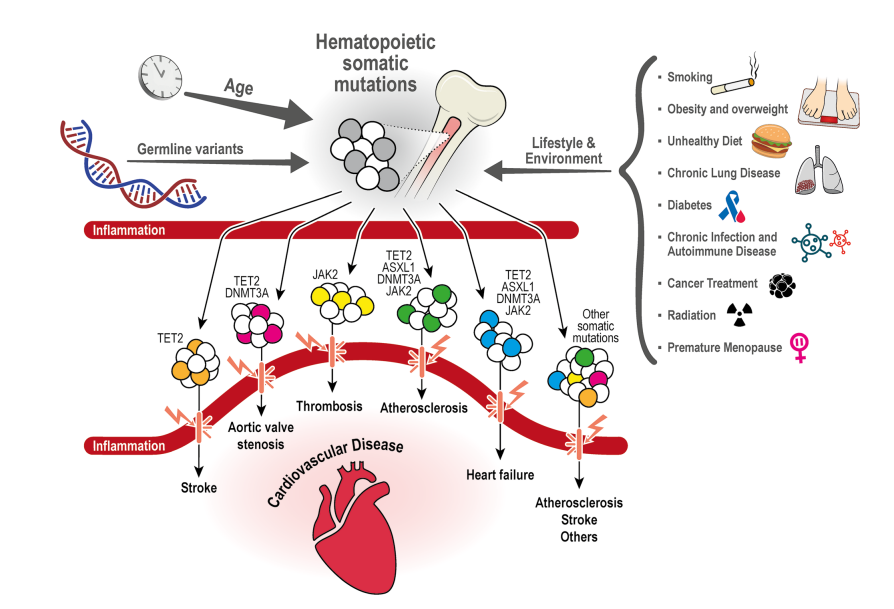 Hematopoietic
somatic
mutations
Age
Germline variants
Lifestyle &
Environment
▪ Smoking
▪ Obesity and overweight
▪ Unhealthy Diet
▪ Chronic Lung Disease
▪ Diabetes
▪ Chronic Infection and
Autoimmune Disease
▪ Cancer Treatment
▪ Radiation
▪ Premature Menopause
Inflammation
TET2
TET2
DNMT3A
JAK2
TET2
ASXL1
DNMT3A
JAK2
TET2
ASXL1
DNMT3A
JAK2
Other
somatic
mutations
Inflammation
Stroke
Aortic valve
stenosis
Thrombosis
Atherosclerosis
Heart failure
Atherosclerosis
Stroke
Others
Cardiovascular Disease